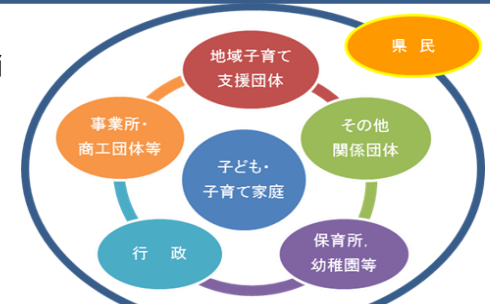 県 民
地域子育て
支援団体
事業所・
商工団体等
その他
関係団体
子ども・
子育て家庭
行 政
保育所,
幼稚園等